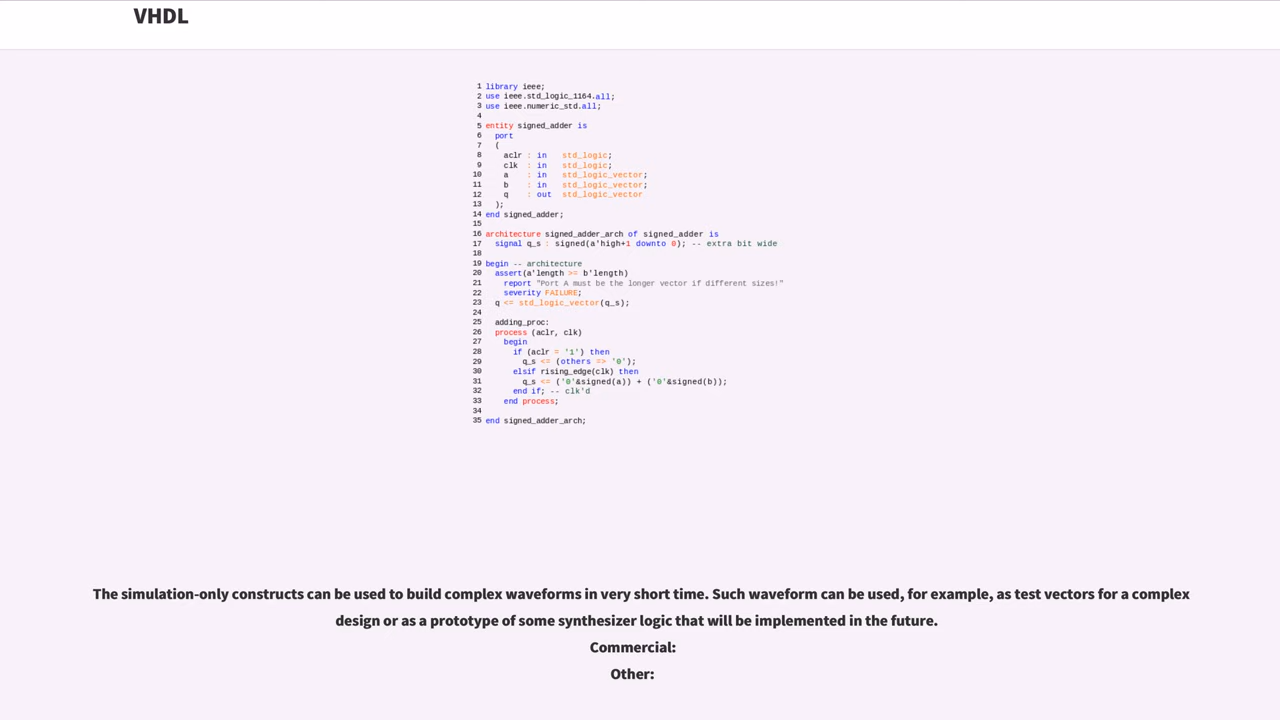 VHDL
1 library ieee;
2 use ieee.std_logic_1164.all;
3 use ieee.numeric_std.all;
4
5 entity signed_adder is
6   port
7   (
8     aclr : in   std_logic;
9     clk  : in   std_logic;
10     a    : in   std_logic_vector;
11     b    : in   std_logic_vector;
12     q    : out  std_logic_vector
13   );
14 end signed_adder;
15
16 architecture signed_adder_arch of signed_adder is
17   signal q_s : signed(a'high+1 downto 0); -- extra bit wide
18
19 begin -- architecture
20   assert(a'length >= b'length)
21     report "Port A must be the longer vector if different sizes!"
22     severity FAILURE;
23   q <= std_logic_vector(q_s);
24
25   adding_proc:
26   process (aclr, clk)
27     begin
28       if (aclr = '1') then
29         q_s <= (others => '0');
30       elsif rising_edge(clk) then
31         q_s <= ('0'&signed(a)) + ('0'&signed(b));
32       end if; -- clk'd
33     end process;
34
35 end signed_adder_arch;
The simulation-only constructs can be used to build complex waveforms in very short time. Such waveform can be used, for example, as test vectors for a complex
design or as a prototype of some synthesizer logic that will be implemented in the future.
Commercial:
Other: